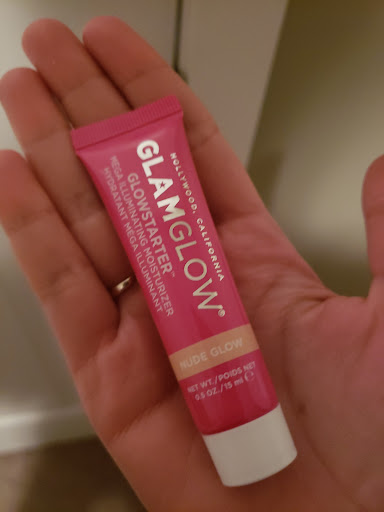 HOLLYWOOD, CALIFORNIA
GLAMGLOW®
GLOWSTARTER™
MEGA ILLUMINATING MOISTURIZER
HYDRATANT MÉGA ILLUMINANT
NUDE GLOW
NET WT./POIDS NET
0.5 OZ./15 ml ℮